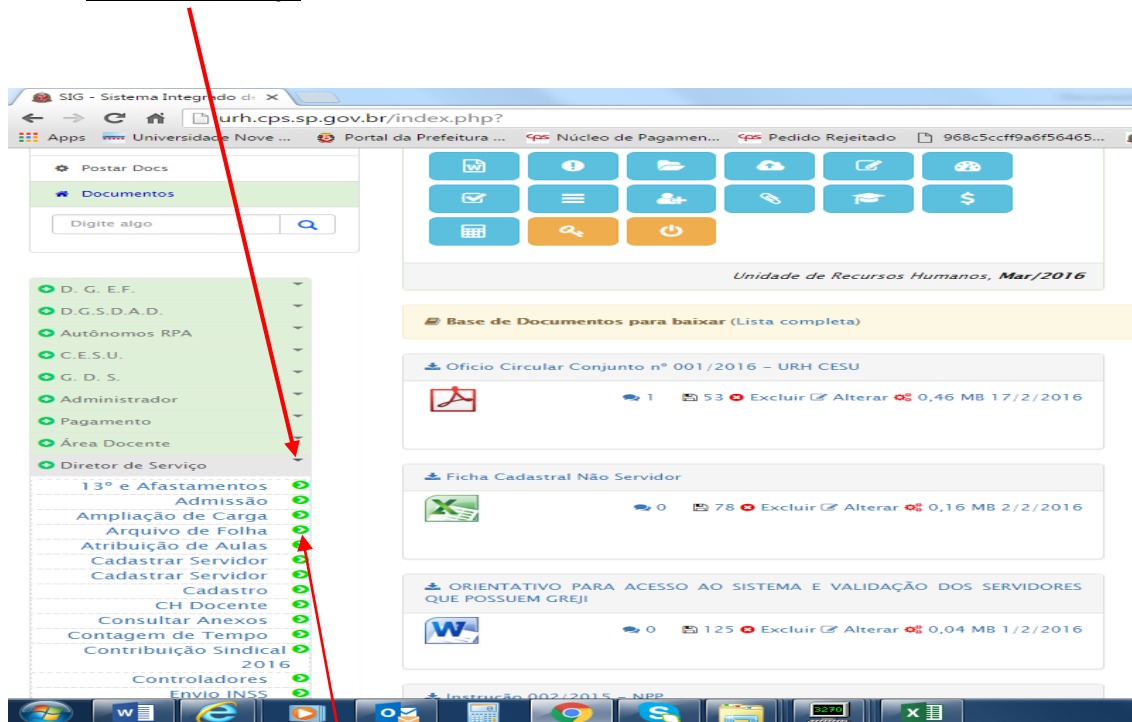 SIG - Sistema Integrado de
urh.cps.sp.gov.br/index.php?
Apps Universidade Nove ... Portal da Prefeitura ... Núcleo de Pagamen... Pedido Rejeitado 968c5ccff9a6f56465...
Postar Docs
Documentos
Digite algo
D. G. E.F.
D.G.S.D.A.D.
Autônomos RPA
C.E.S.U.
G. D. S.
Administrador
Pagamento
Área Docente
Diretor de Serviço
13º e Afastamentos
Admissão
Ampliação de Carga
Arquivo de Folha
Atribuição de Aulas
Cadastrar Servidor
Cadastrar Servidor
Cadastro
CH Docente
Consultar Anexos
Contagem de Tempo
Contribuição Sindical
2016
Controladores
Envio INSS
Unidade de Recursos Humanos, Mar/2016
Base de Documentos para baixar (Lista completa)
Oficio Circular Conjunto nº 001/2016 – URH CESU
1 53 Excluir Alterar 0,46 MB 17/2/2016
Ficha Cadastral Não Servidor
0 78 Excluir Alterar 0,16 MB 2/2/2016
ORIENTATIVO PARA ACESSO AO SISTEMA E VALIDAÇÃO DOS SERVIDORES
QUE POSSUEM GREJI
0 125 Excluir Alterar 0,04 MB 1/2/2016
Instrução 002/2015 – NPP
3270